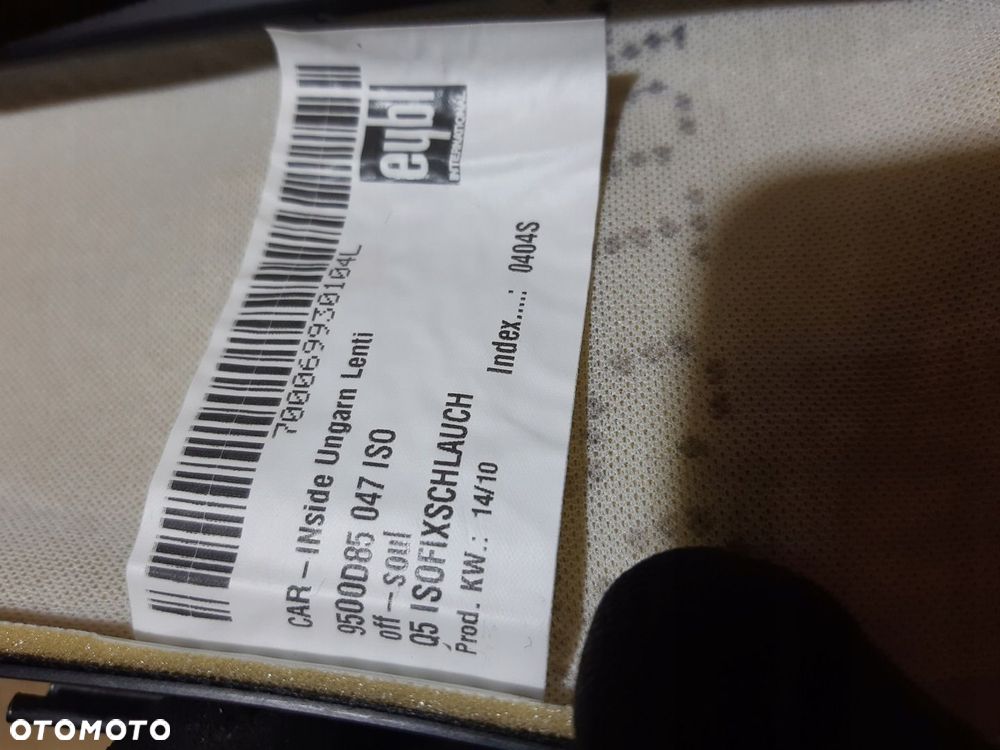 eybl
INTERNATIONAL
70006993010 4L
CAR-INside Ungarn Lenti
9500D85 047 ISO
off-Soul
Q5 ISOFIXSCHLAUCH
Prod. KW.: 14/10 Index....: 0404S
OTOMOTO